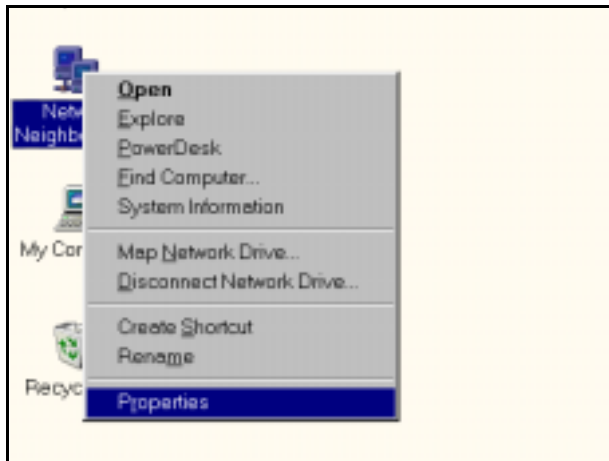 Netw
Neighb
My Com
Recyc
Open
Explore
PowerDesk
Find Computer...
System Information
Map Network Drive...
Disconnect Network Drive...
Create Shortcut
Rename
Properties